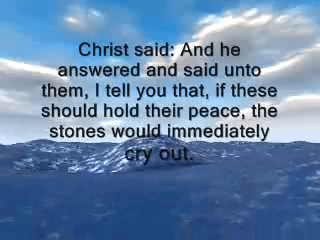 Christ said: And he
answered and said unto
them, I tell you that, if these
should hold their peace, the
stones would immediately
cry out.